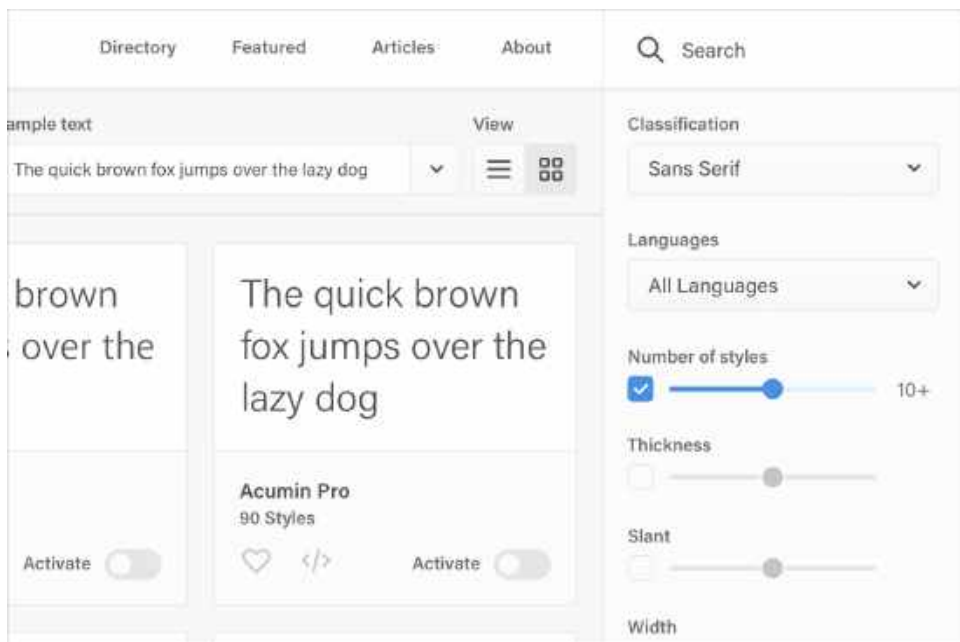 Directory Featured Articles About
Search
ample text
View
The quick brown fox jumps over the lazy dog
brown
over the
Activate
The quick brown
fox jumps over the
lazy dog
Acumin Pro
90 Styles
</>
Activate
Classification
Sans Serif
Languages
All Languages
Number of styles
10+
Thickness
Slant
Width